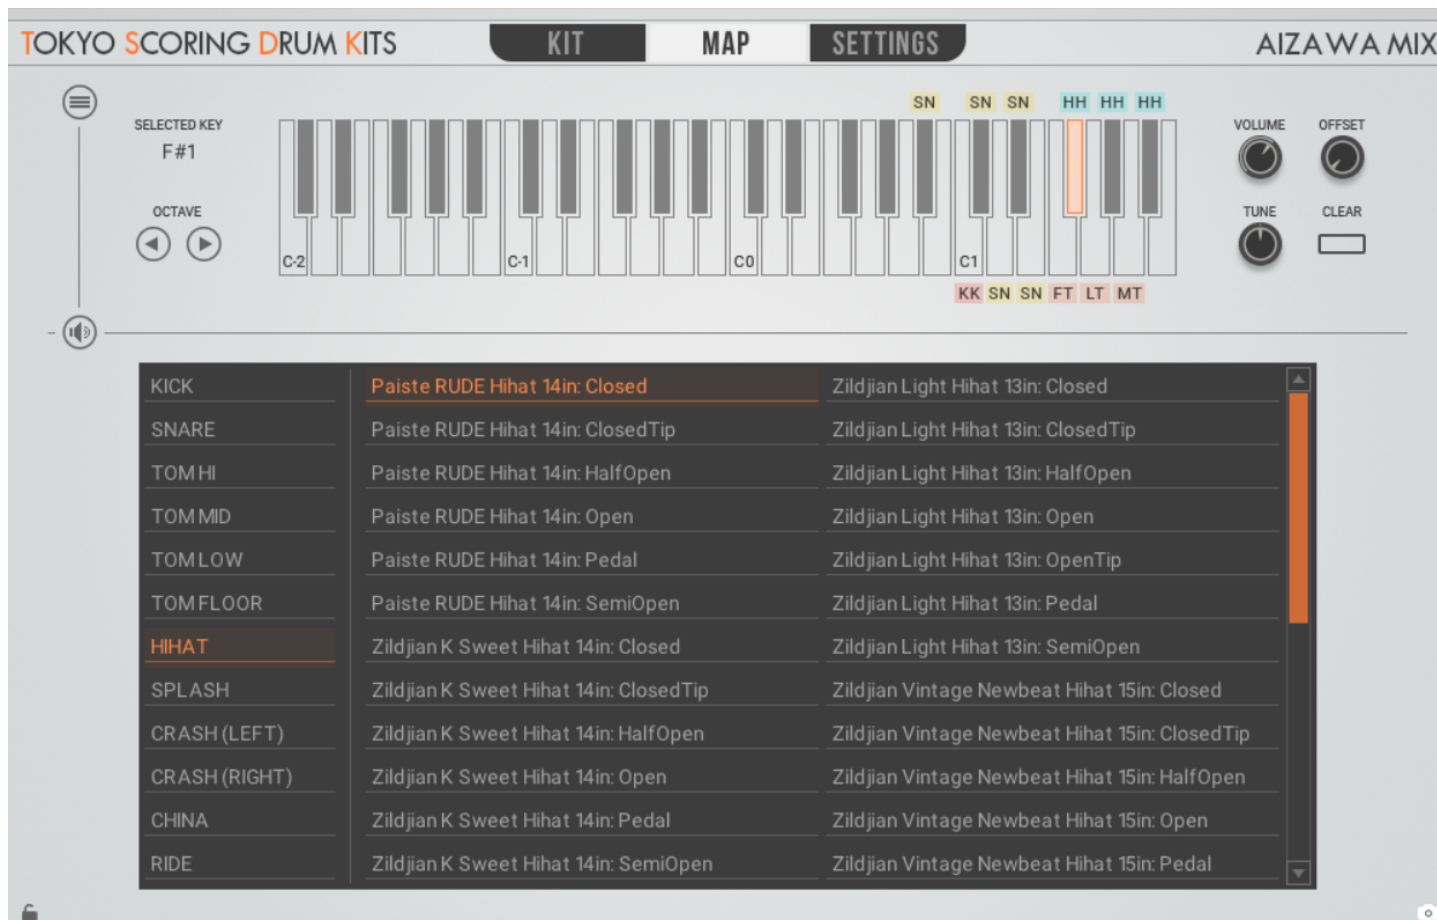 TOKYO SCORING DRUM KITS
KIT
MAP
SETTINGS
AIZAWA MIX
SELECTED KEY
F#1
OCTAVE
SN SN SN HH HH HH
C-2 C-1 C0 C1
KK SN SN FT LT MT
VOLUME
OFFSET
TUNE
CLEAR
KICK
SNARE
TOM HI
TOM MID
TOM LOW
TOM FLOOR
HIHAT
SPLASH
CRASH (LEFT)
CRASH (RIGHT)
CHINA
RIDE
Paiste RUDE Hihat 14in: Closed
Paiste RUDE Hihat 14in: ClosedTip
Paiste RUDE Hihat 14in: HalfOpen
Paiste RUDE Hihat 14in: Open
Paiste RUDE Hihat 14in: Pedal
Paiste RUDE Hihat 14in: SemiOpen
Zildjian K Sweet Hihat 14in: Closed
Zildjian K Sweet Hihat 14in: ClosedTip
Zildjian K Sweet Hihat 14in: HalfOpen
Zildjian K Sweet Hihat 14in: Open
Zildjian K Sweet Hihat 14in: Pedal
Zildjian K Sweet Hihat 14in: SemiOpen
Zildjian Light Hihat 13in: Closed
Zildjian Light Hihat 13in: ClosedTip
Zildjian Light Hihat 13in: HalfOpen
Zildjian Light Hihat 13in: Open
Zildjian Light Hihat 13in: OpenTip
Zildjian Light Hihat 13in: Pedal
Zildjian Light Hihat 13in: SemiOpen
Zildjian Vintage Newbeat Hihat 15in: Closed
Zildjian Vintage Newbeat Hihat 15in: ClosedTip
Zildjian Vintage Newbeat Hihat 15in: HalfOpen
Zildjian Vintage Newbeat Hihat 15in: Open
Zildjian Vintage Newbeat Hihat 15in: Pedal